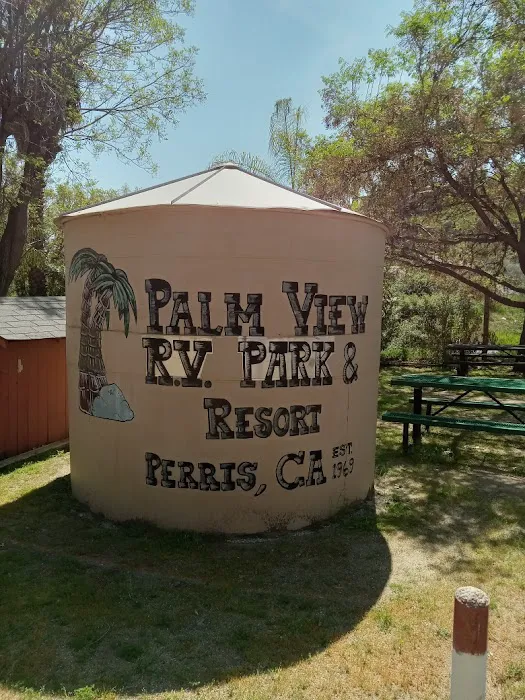 Palm View
R.V. Park &
Resort
Perris, CA EST.
1969